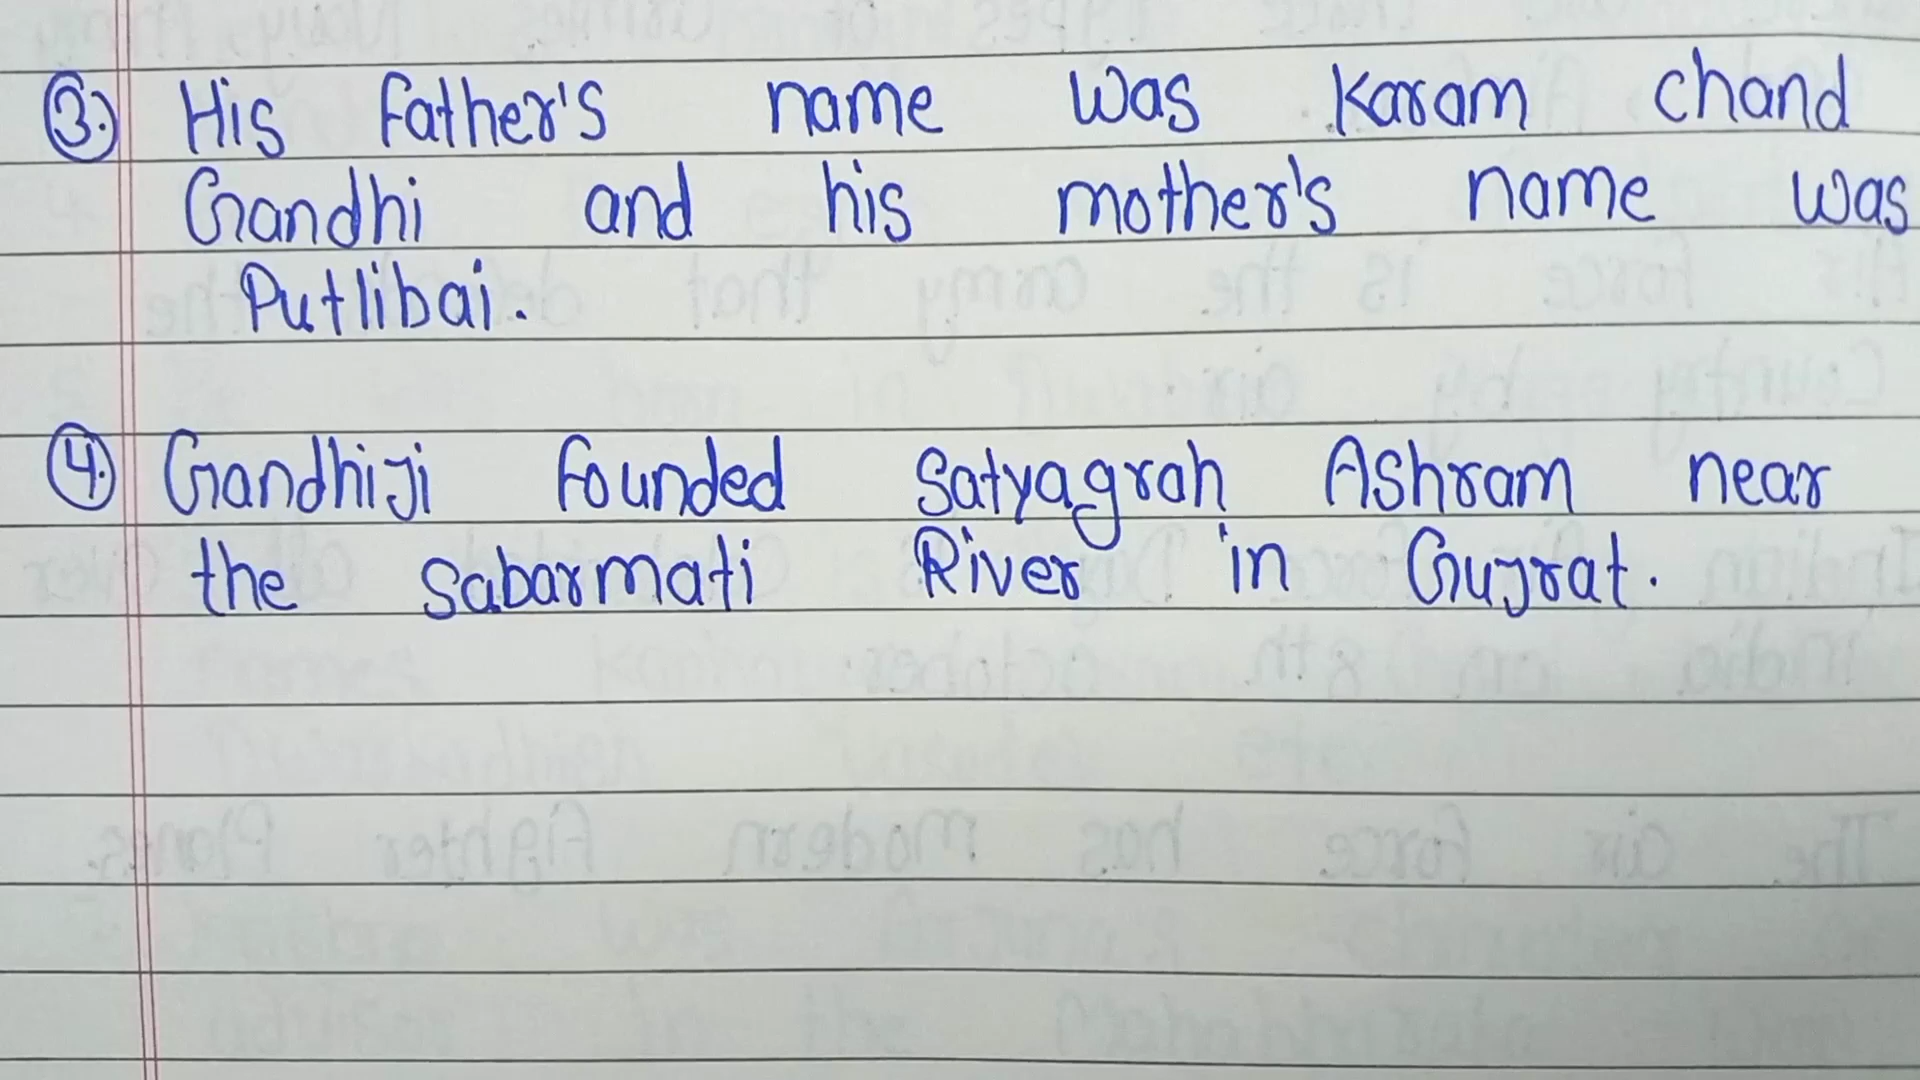 3. His Father's name was Karam chand
Gandhi and his mother's name was
Putlibai.
4. Gandhiji Founded Satyagrah Ashram near
the Sabarmati River in Gujrat.